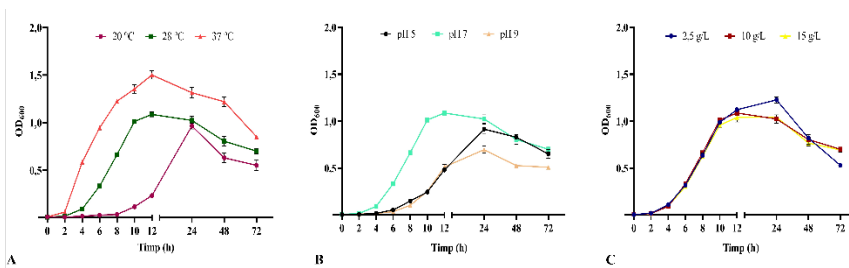 20 °C 28 °C 37 °C
OD600
2,0
1,5
1,0
0,5
0 2 4 6 8 10 12 24 48 72
Timp (h)
A
pH 5 pH 7 pH 9
OD600
2,0
1,5
1,0
0,5
0 2 4 6 8 10 12 24 48 72
Timp (h)
B
2,5 g/L 10 g/L 15 g/L
OD600
2,0
1,5
1,0
0,5
0 2 4 6 8 10 12 24 48 72
Timp (h)
C